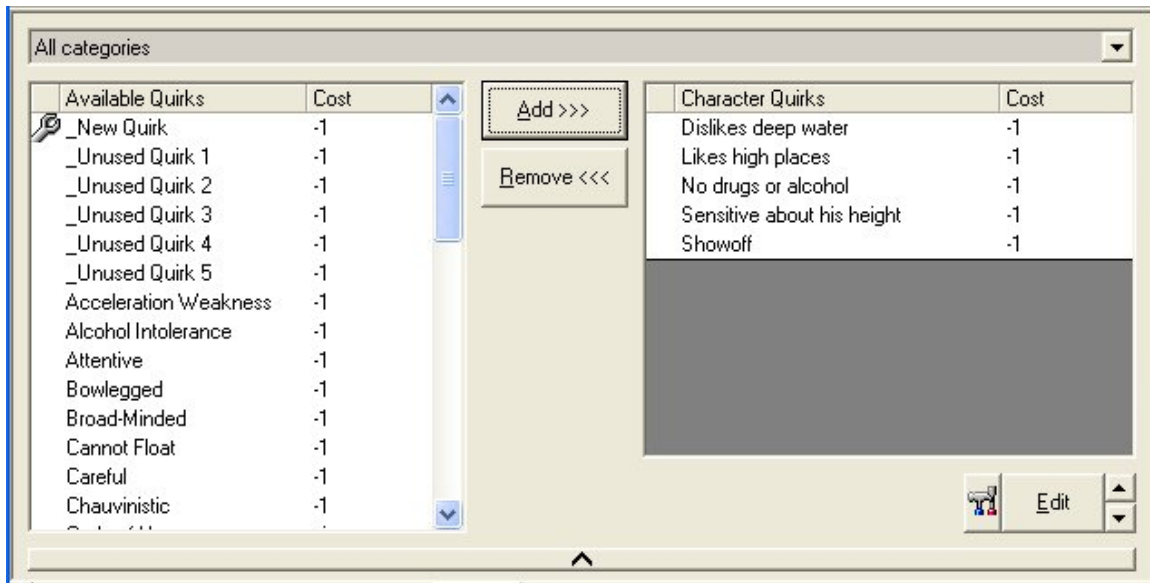 All categories
Available Quirks Cost
_New Quirk -1
_Unused Quirk 1 -1
_Unused Quirk 2 -1
_Unused Quirk 3 -1
_Unused Quirk 4 -1
_Unused Quirk 5 -1
Acceleration Weakness -1
Alcohol Intolerance -1
Attentive -1
Bowlegged -1
Broad-Minded -1
Cannot Float -1
Careful -1
Chauvinistic -1
Add >>>
Remove <<<
Character Quirks Cost
Dislikes deep water -1
Likes high places -1
No drugs or alcohol -1
Sensitive about his height -1
Showoff -1
Edit